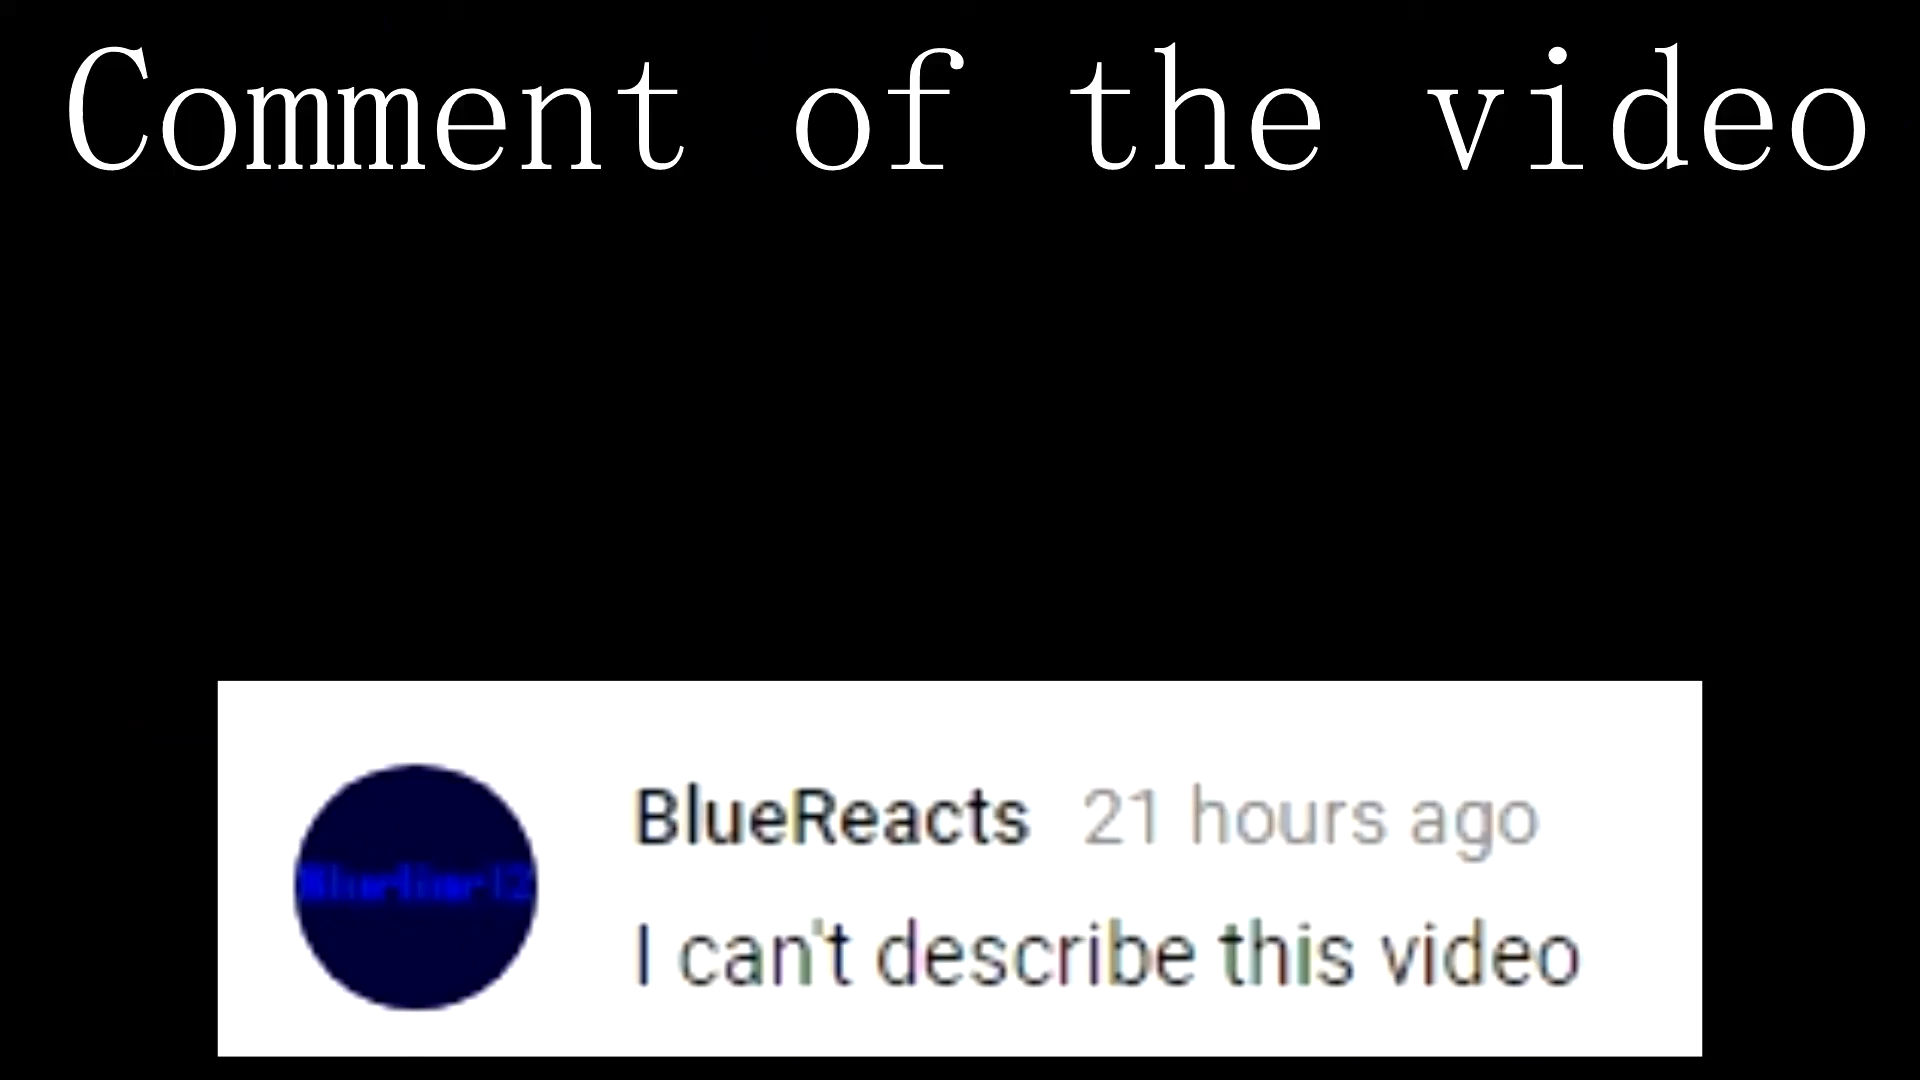 Comment of the video
BlueReacts 21 hours ago
I can't describe this video